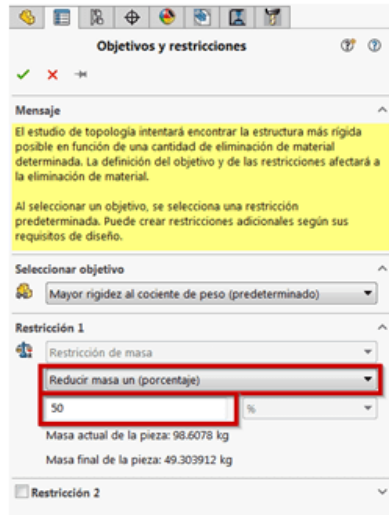 Objetivos y restricciones
Mensaje
El estudio de topología intentará encontrar la estructura más rígida
posible en función de una cantidad de eliminación de material
determinada. La definición del objetivo y de las restricciones afectará a
la eliminación de material.
Al seleccionar un objetivo, se selecciona una restricción
predeterminada. Puede crear restricciones adicionales según sus
requisitos de diseño.
Seleccionar objetivo
Mayor rigidez al cociente de peso (predeterminado)
Restricción 1
Restricción de masa
Reducir masa un (porcentaje)
50 %
Masa actual de la pieza: 98.6078 kg
Masa final de la pieza: 49.303912 kg
Restricción 2